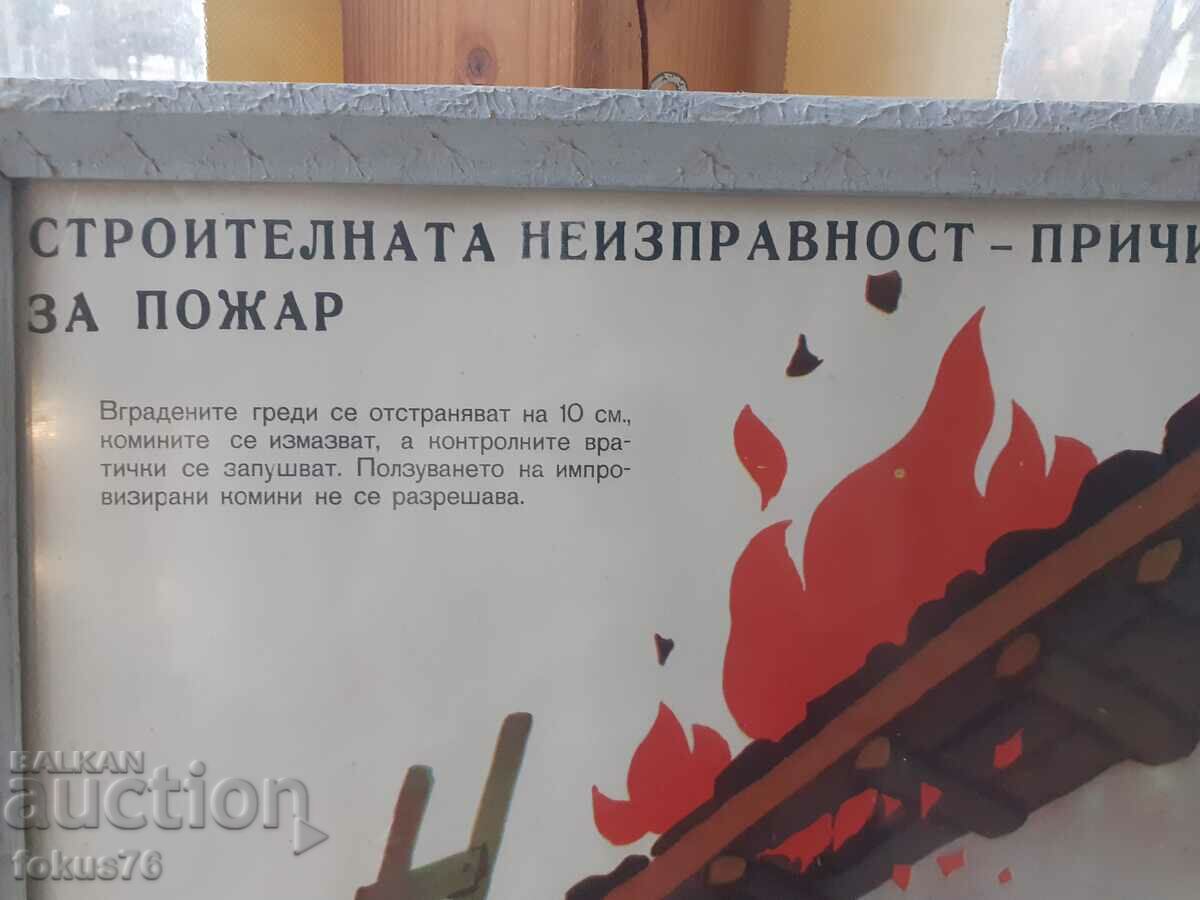 СТРОИТЕЛНАТА НЕИЗПРАВНОСТ – ПРИЧИ
ЗА ПОЖАР
Вградените греди се отстраняват на 10 см.,
комините се измазват, а контролните вра-
тички се запушват. Ползуването на импро-
визирани комини не се разрешава.
BALKAN
auction
fokus76